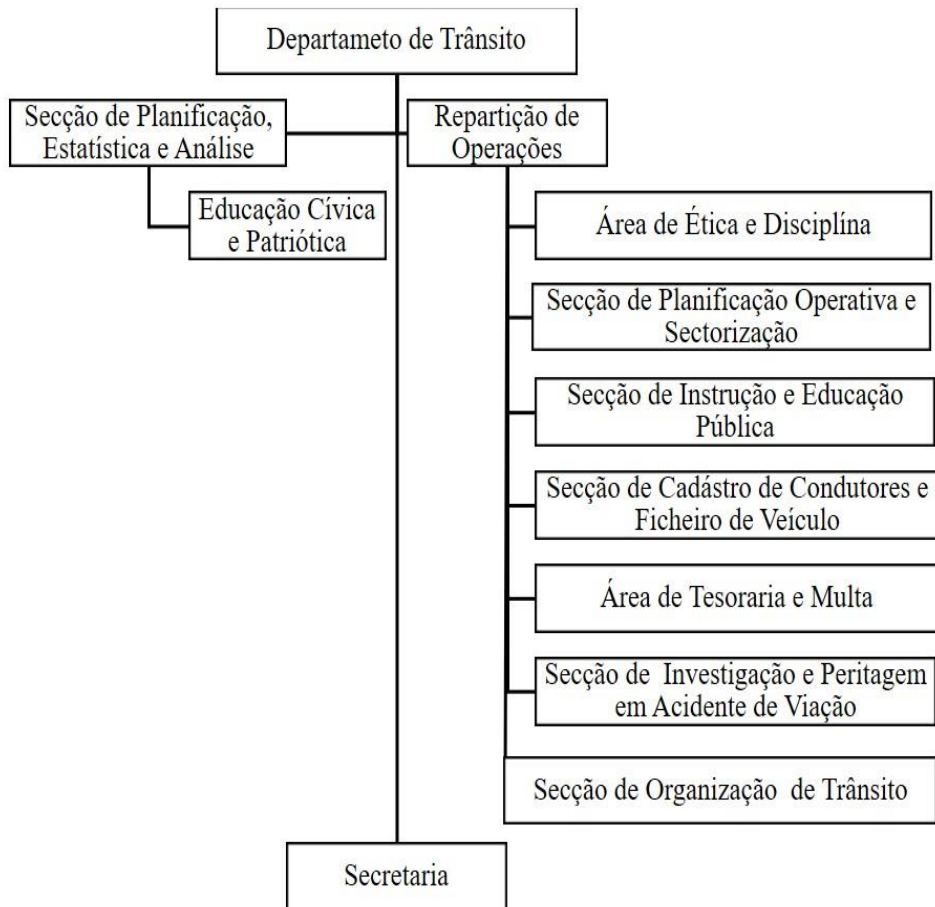 Departameto de Trânsito
Secção de Planificação,
Estatística e Análise
Repartição de
Operações
Educação Cívica
e Patriótica
Área de Ética e Disciplína
Secção de Planificação Operativa e
Sectorização
Secção de Instrução e Educação
Pública
Secção de Cadástro de Condutores e
Ficheiro de Veículo
Área de Tesoraria e Multa
Secção de Investigação e Peritagem
em Acidente de Viação
Secção de Organização de Trânsito
Secretaria